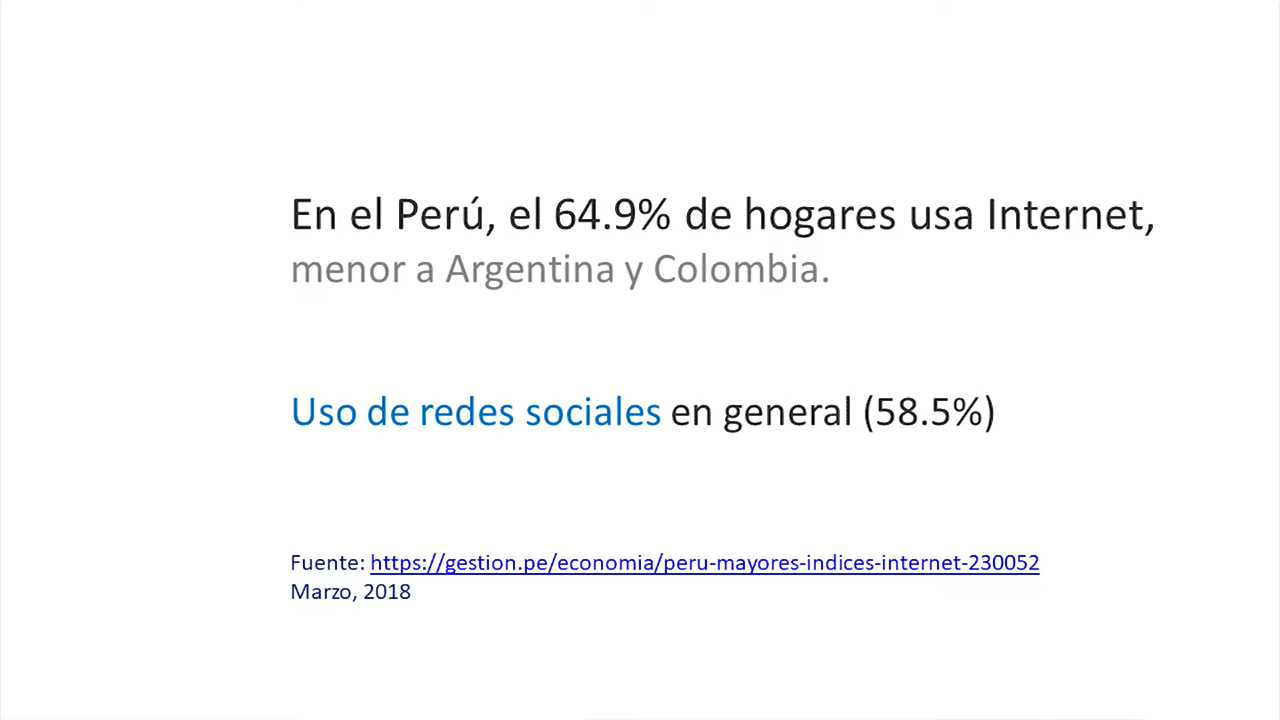 En el Perú, el 64.9% de hogares usa Internet,
menor a Argentina y Colombia.
Uso de redes sociales en general (58.5%)
Fuente: https://gestion.pe/economia/peru-mayores-indices-internet-230052
Marzo, 2018